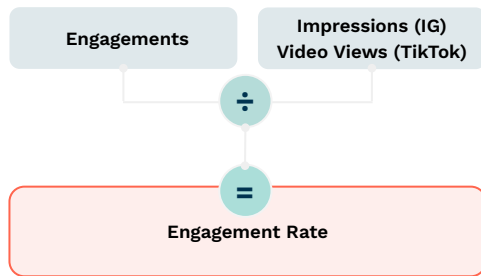 Engagements
Impressions (IG)
Video Views (TikTok)
÷
=
Engagement Rate